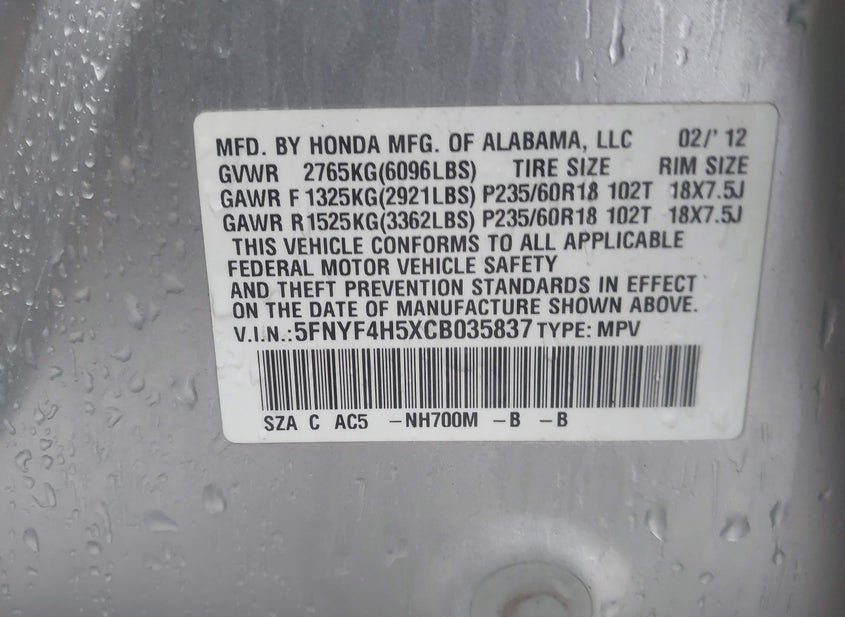 MFD. BY HONDA MFG. OF ALABAMA, LLC 02/'12
GVWR 2765KG(6096LBS) TIRE SIZE RIM SIZE
GAWR F 1325KG(2921LBS) P235/60R18 102T 18X7.5J
GAWR R 1525KG(3362LBS) P235/60R18 102T 18X7.5J
THIS VEHICLE CONFORMS TO ALL APPLICABLE
FEDERAL MOTOR VEHICLE SAFETY
AND THEFT PREVENTION STANDARDS IN EFFECT
ON THE DATE OF MANUFACTURE SHOWN ABOVE.
V.I.N.:5FNYF4H5XCB035837 TYPE: MPV
SZA C AC5 -NH700M -B -B